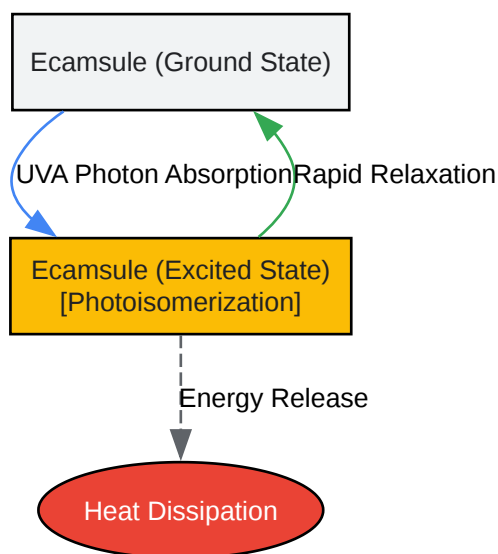 Ecamsule (Ground State)
UVA Photon Absorption
Rapid Relaxation
Ecamsule (Excited State)
[Photoisomerization]
Energy Release
Heat Dissipation